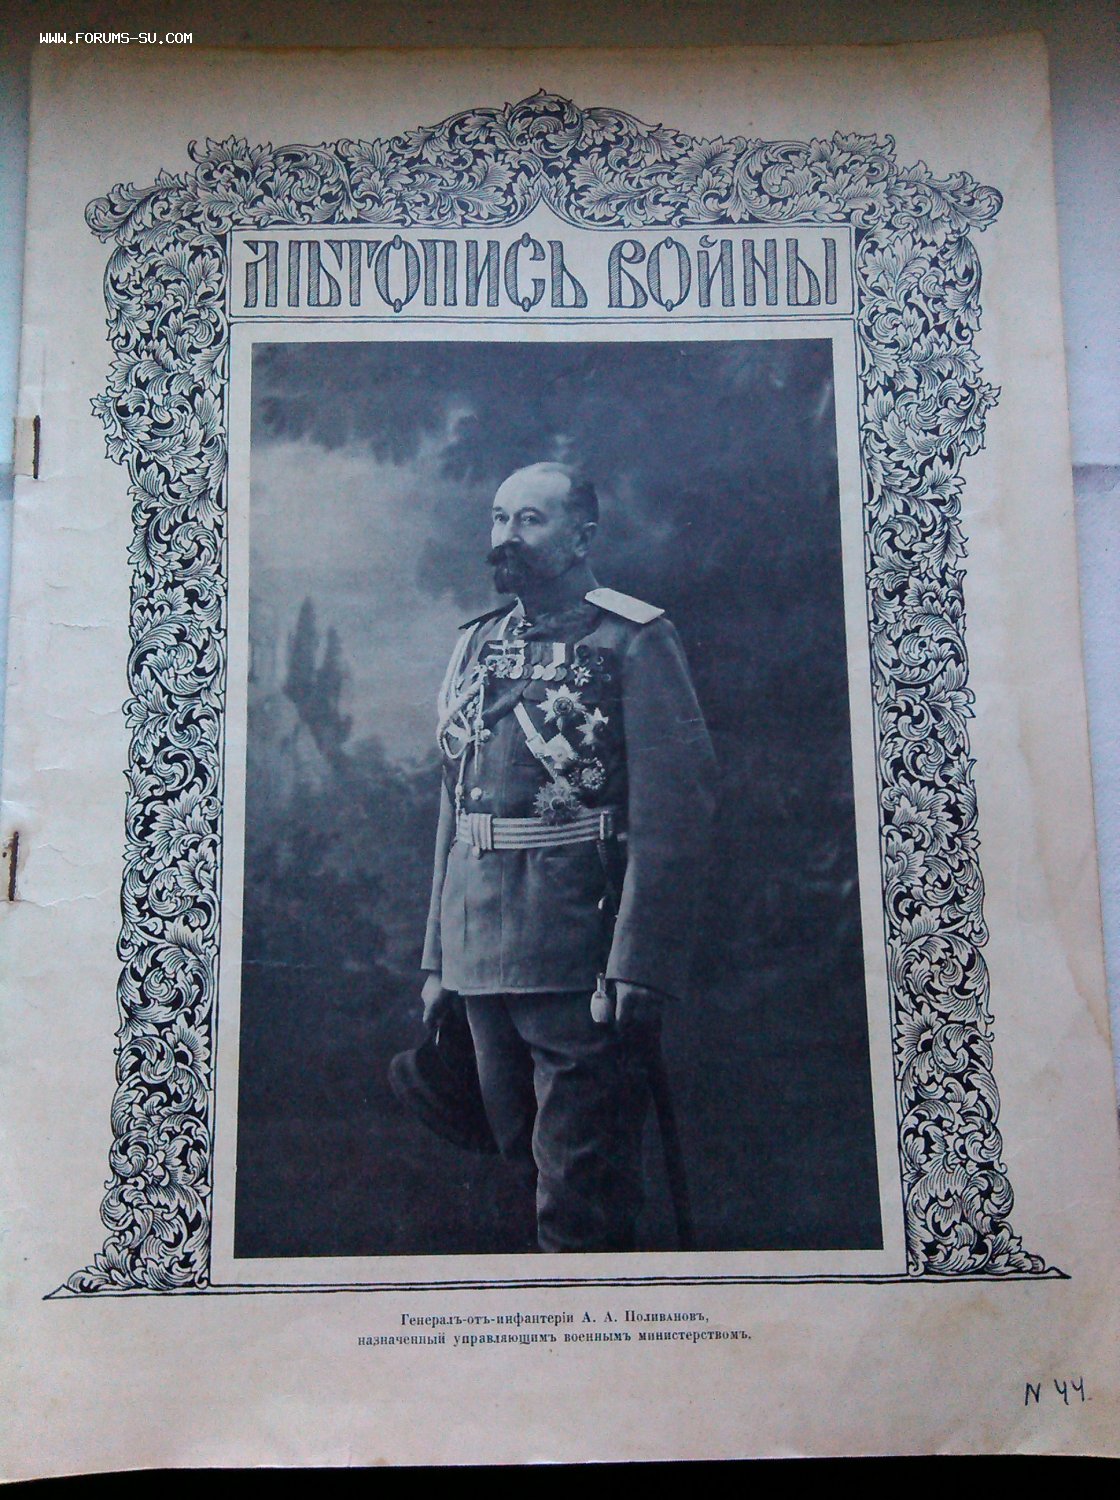 www.forums-su.com
ЛѢТОПИСЬ ВОЙНЫ
Генералъ-отъ-инфантеріи А. А. Поливановъ,
назначенный управляющимъ военнымъ министерствомъ.
N 44.